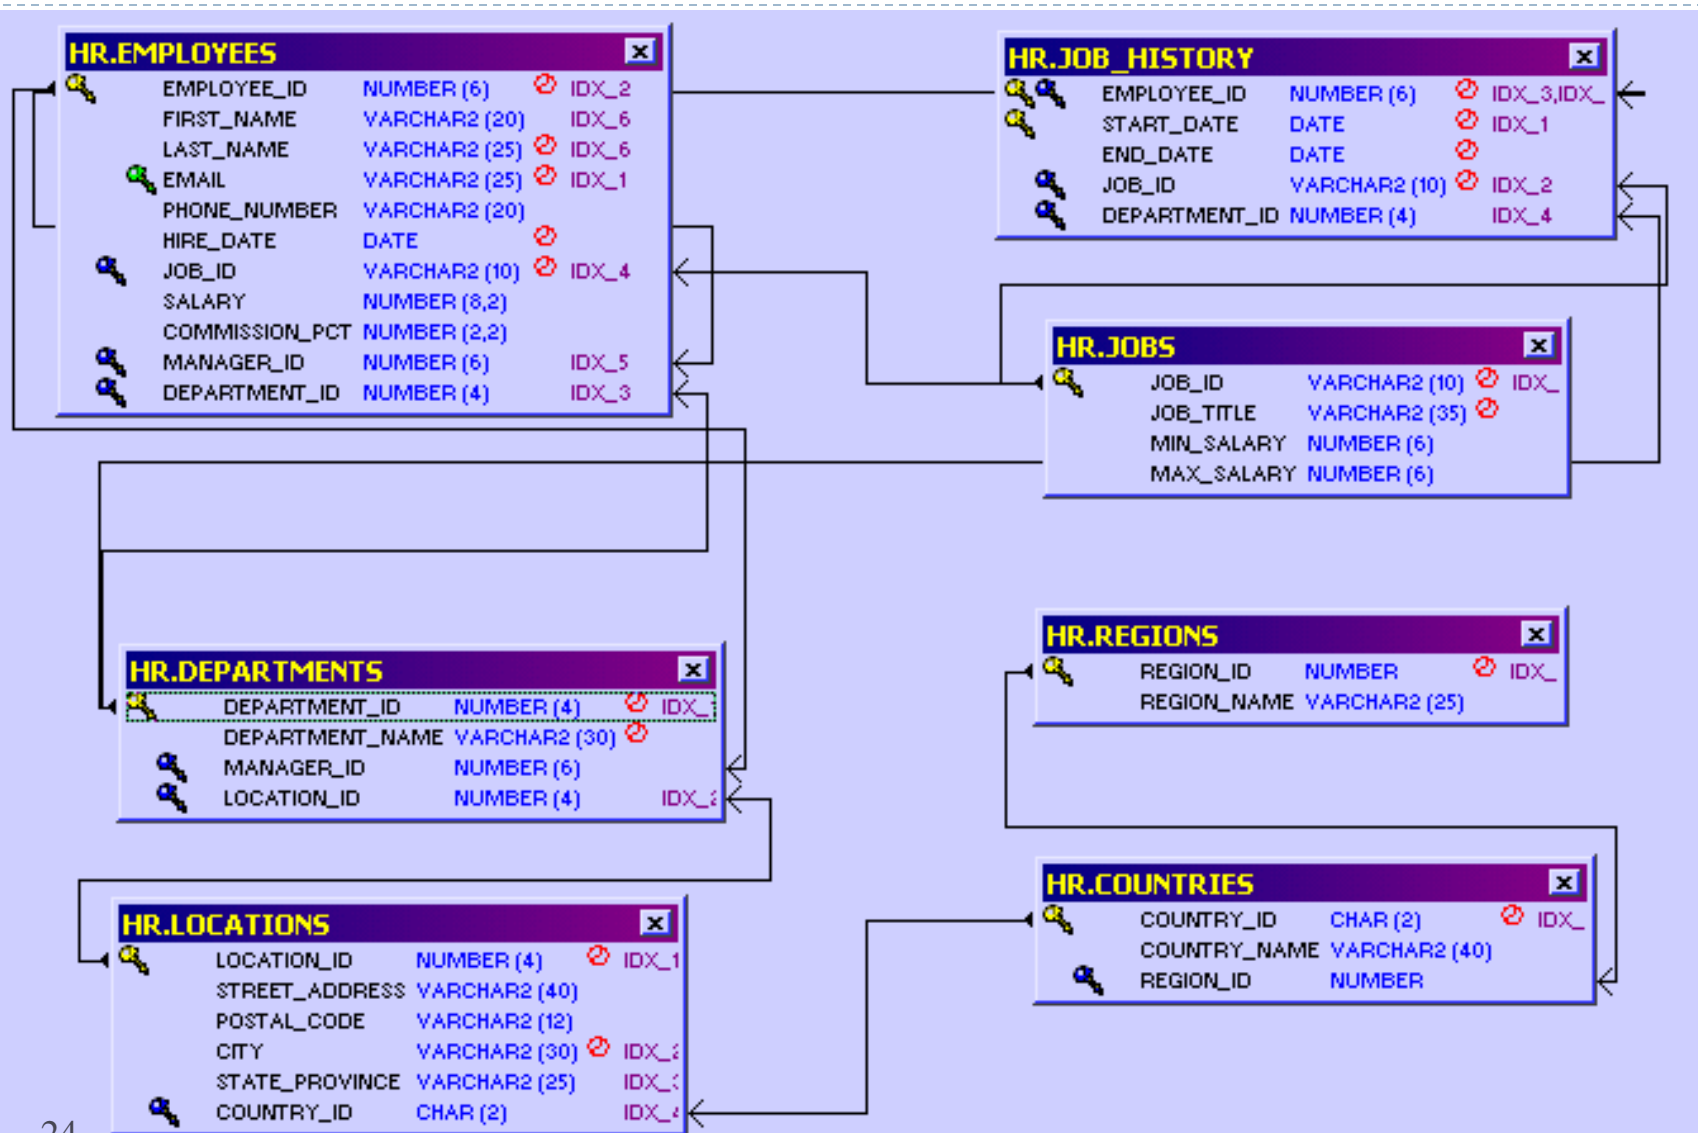 HR.EMPLOYEES
EMPLOYEE_ID NUMBER (6) IDX_2
FIRST_NAME VARCHAR2 (20) IDX_6
LAST_NAME VARCHAR2 (25) IDX_6
EMAIL VARCHAR2 (25) IDX_1
PHONE_NUMBER VARCHAR2 (20)
HIRE_DATE DATE
JOB_ID VARCHAR2 (10) IDX_4
SALARY NUMBER (8,2)
COMMISSION_PCT NUMBER (2,2)
MANAGER_ID NUMBER (6) IDX_5
DEPARTMENT_ID NUMBER (4) IDX_3
HR.JOB_HISTORY
EMPLOYEE_ID NUMBER (6) IDX_3,IDX_
START_DATE DATE IDX_1
END_DATE DATE
JOB_ID VARCHAR2 (10) IDX_2
DEPARTMENT_ID NUMBER (4) IDX_4
HR.JOBS
JOB_ID VARCHAR2 (10) IDX_
JOB_TITLE VARCHAR2 (35)
MIN_SALARY NUMBER (6)
MAX_SALARY NUMBER (6)
HR.DEPARTMENTS
DEPARTMENT_ID NUMBER (4) IDX_1
DEPARTMENT_NAME VARCHAR2 (30)
MANAGER_ID NUMBER (6)
LOCATION_ID NUMBER (4) IDX_2
HR.REGIONS
REGION_ID NUMBER IDX_
REGION_NAME VARCHAR2 (25)
HR.LOCATIONS
LOCATION_ID NUMBER (4) IDX_1
STREET_ADDRESS VARCHAR2 (40)
POSTAL_CODE VARCHAR2 (12)
CITY VARCHAR2 (30) IDX_2
STATE_PROVINCE VARCHAR2 (25) IDX_3
COUNTRY_ID CHAR (2) IDX_4
HR.COUNTRIES
COUNTRY_ID CHAR (2) IDX_
COUNTRY_NAME VARCHAR2 (40)
REGION_ID NUMBER
24